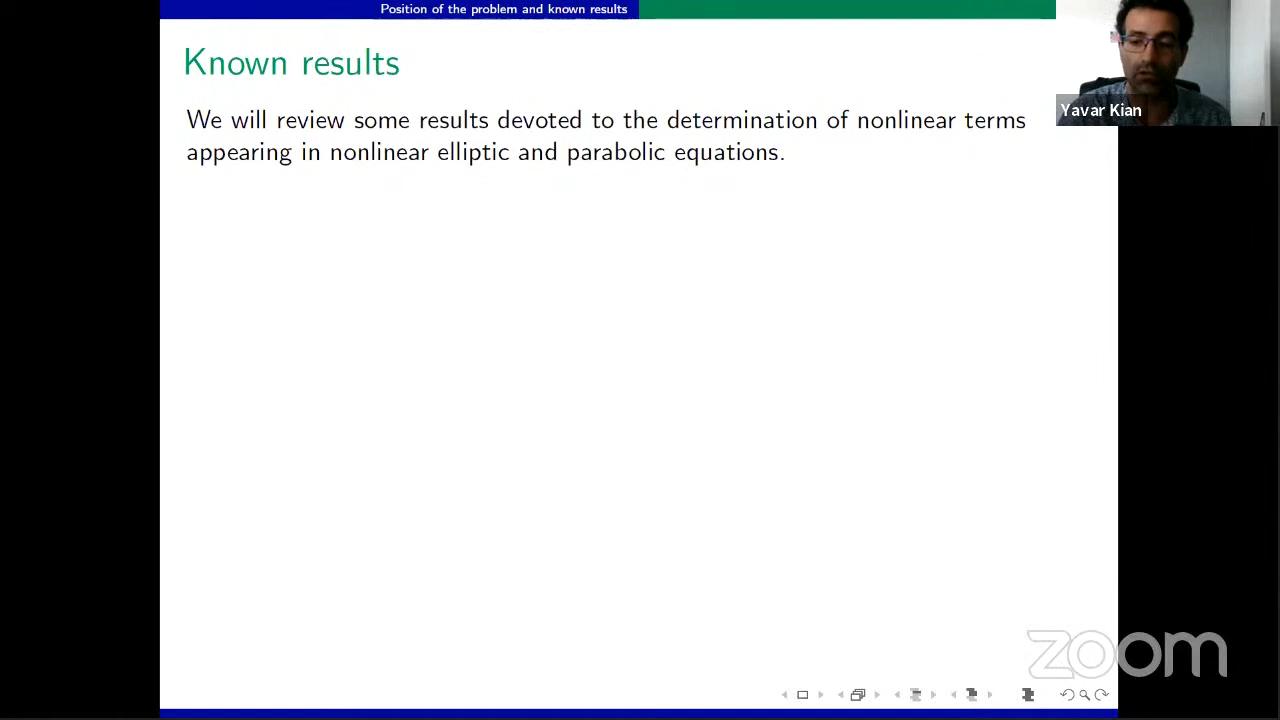 Position of the problem and known results
Known results
Yavar Kian
We will review some esults devoted to the determination of nonlinear terms
appearing in nonlinear elliptic and parabolic equations.
zoom